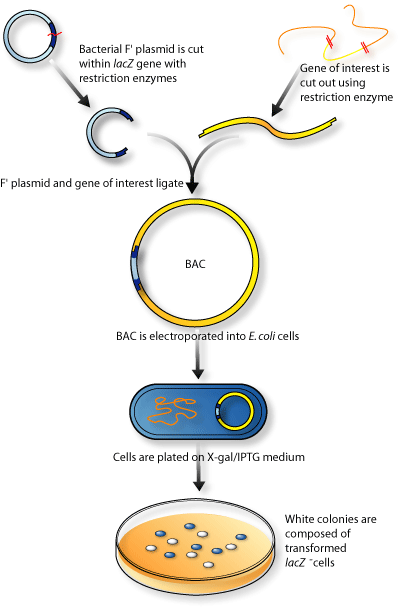 Bacterial F' plasmid is cut
within lacZ gene with
restriction enzymes
Gene of interest is
cut out using
restriction enzyme
F' plasmid and gene of interest ligate
BAC
BAC is electroporated into E. coli cells
Cells are plated on X-gal/IPTG medium
White colonies are
composed of
transformed
lacZ ⁻cells